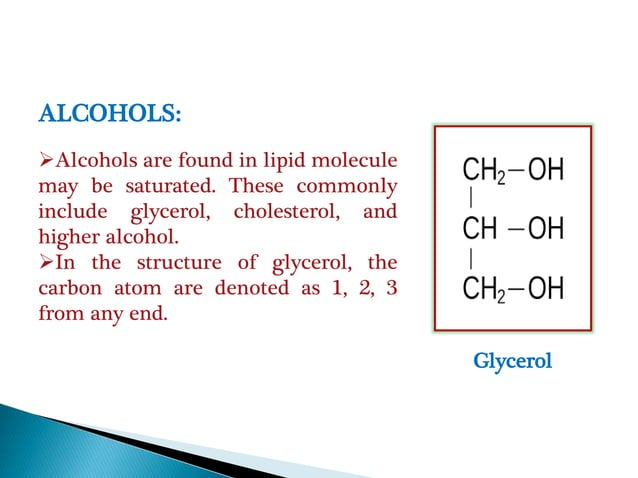 ALCOHOLS:
➢Alcohols are found in lipid molecule
may be saturated. These commonly
include glycerol, cholesterol, and
higher alcohol.
➢In the structure of glycerol, the
carbon atom are denoted as 1, 2, 3
from any end.
CH₂–OH
|
CH –OH
|
CH₂–OH
Glycerol